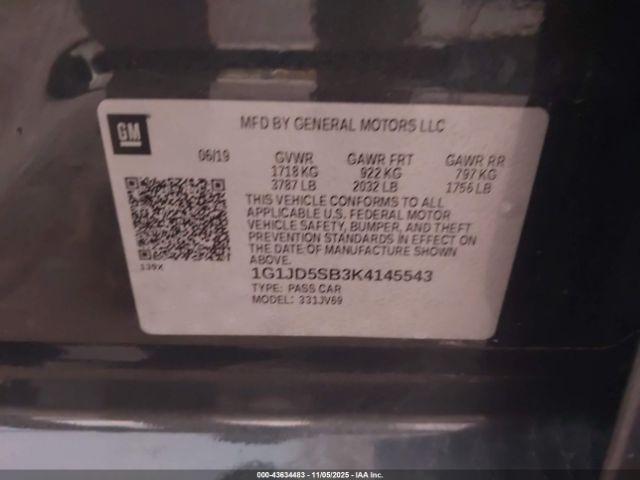 GM
MFD BY GENERAL MOTORS LLC
06/19 GVWR GAWR FRT GAWR RR
1718 KG 922 KG 797 KG
3787 LB 2032 LB 1756 LB
THIS VEHICLE CONFORMS TO ALL
APPLICABLE U.S. FEDERAL MOTOR
VEHICLE SAFETY, BUMPER, AND THEFT
PREVENTION STANDARDS IN EFFECT ON
THE DATE OF MANUFACTURE SHOWN
ABOVE.
139X
1G1JD5SB3K4145543
TYPE: PASS CAR
MODEL: 331JV69
000-43634483 - 11/05/2025 - IAA Inc.